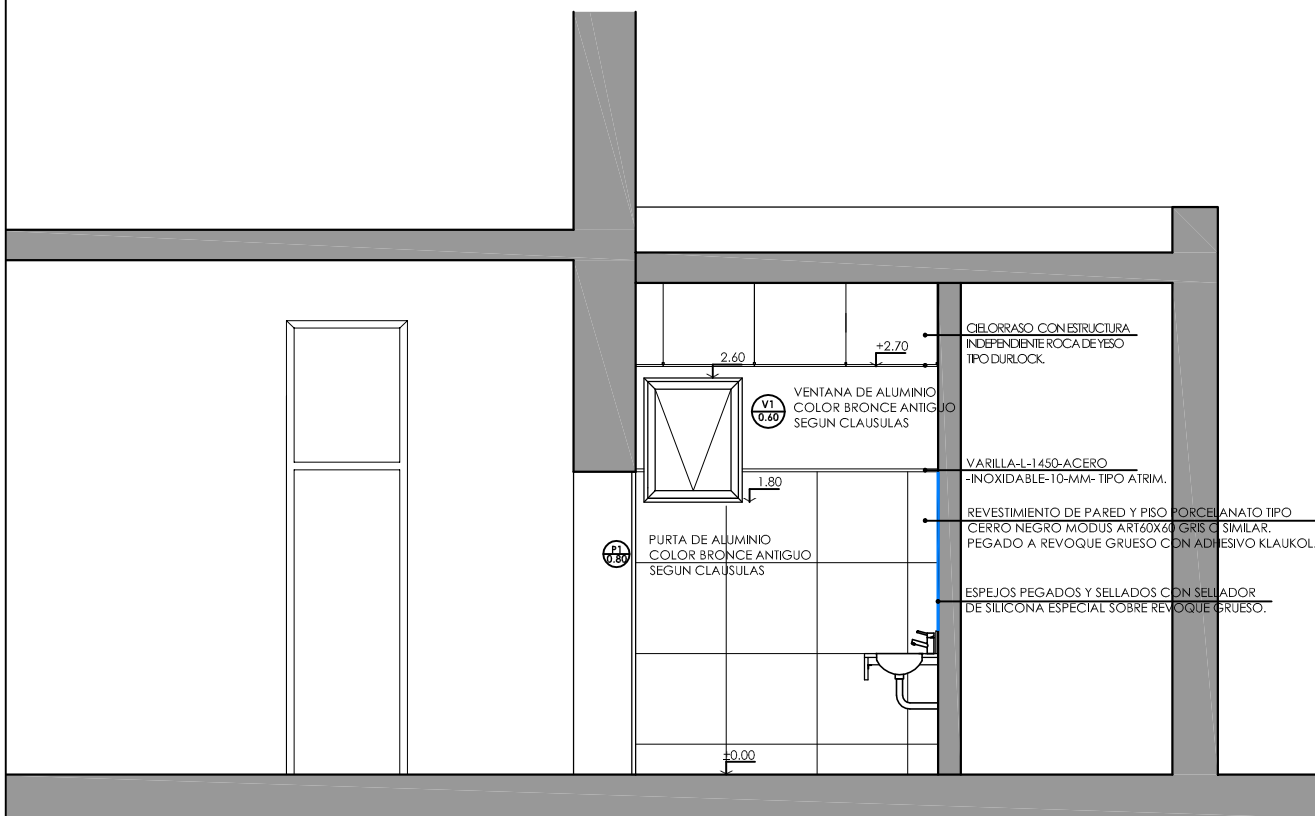 CIELORRASO CON ESTRUCTURA
INDEPENDIENTE ROCA DE YESO
TIPO DURLOCK.
+2.70
2.60
V1
0.60
VENTANA DE ALUMINIO
COLOR BRONCE ANTIGUO
SEGUN CLAUSULAS
VARILLA-L-1450-ACERO
-INOXIDABLE-10-MM- TIPO ATRIM.
1.80
REVESTIMIENTO DE PARED Y PISO PORCELANATO TIPO
CERRO NEGRO MODUS ART60X60 GRIS O SIMILAR.
PEGADO A REVOQUE GRUESO CON ADHESIVO KLAUKOL.
P1
0.80
PURTA DE ALUMINIO
COLOR BRONCE ANTIGUO
SEGUN CLAUSULAS
ESPEJOS PEGADOS Y SELLADOS CON SELLADOR
DE SILICONA ESPECIAL SOBRE REVOQUE GRUESO.
±0.00